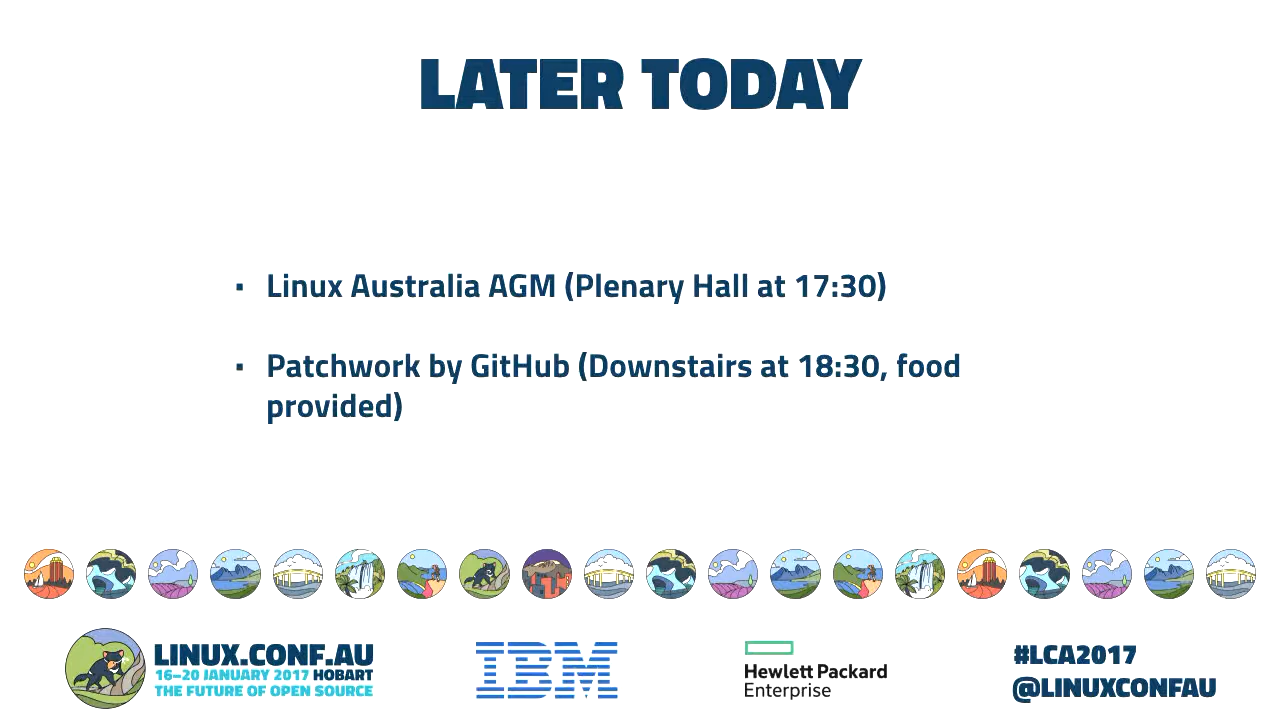 LATER TODAY
▪ Linux Australia AGM (Plenary Hall at 17:30)
▪ Patchwork by GitHub (Downstairs at 18:30, food
provided)
LINUX.CONF.AU
16–20 JANUARY 2017 HOBART
THE FUTURE OF OPEN SOURCE
IBM
Hewlett Packard
Enterprise
#LCA2017
@LINUXCONFAU